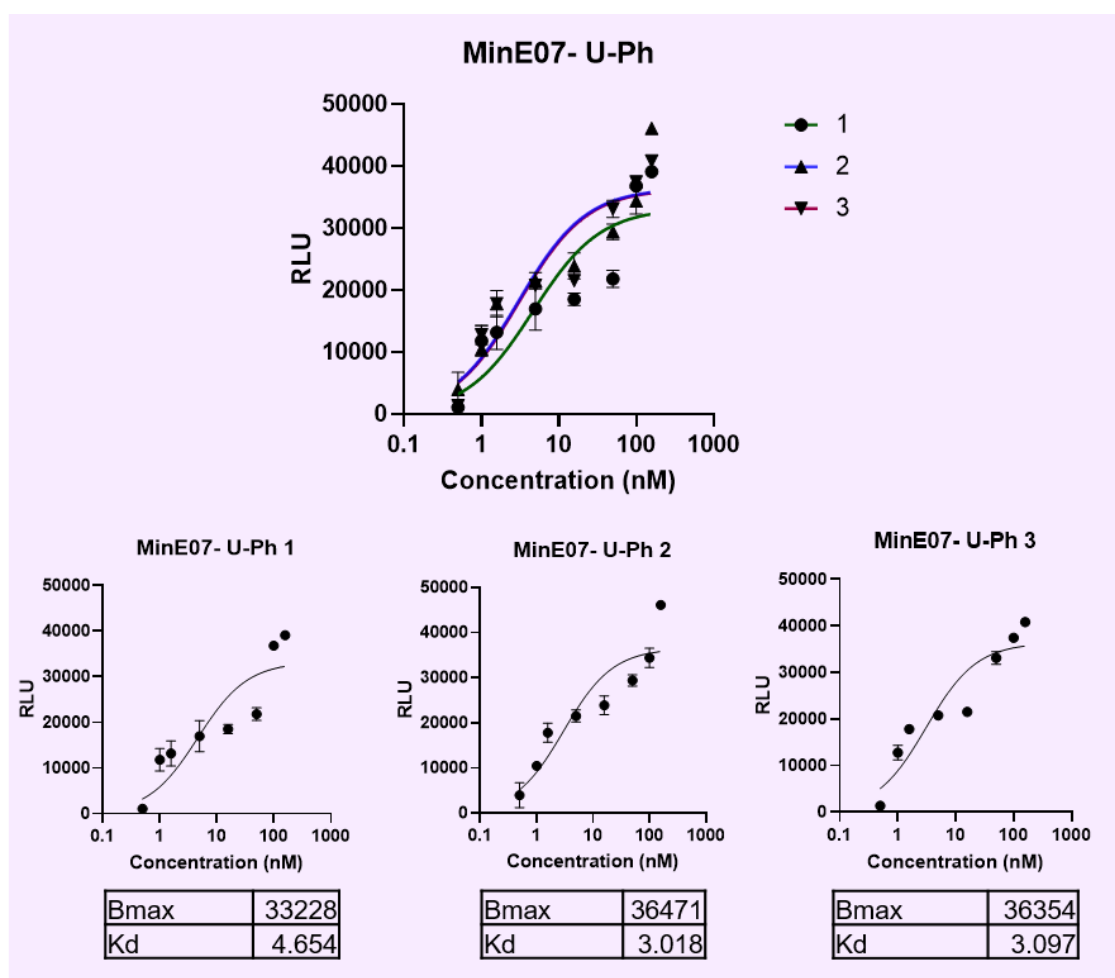 MinE07- U-Ph
50000
40000
30000
20000
10000
0
RLU
0.1 1 10 100 1000
Concentration (nM)
1
2
3
MinE07- U-Ph 1
50000
40000
30000
20000
10000
0
RLU
0.1 1 10 100 1000
Concentration (nM)
Bmax 33228
Kd 4.654
MinE07- U-Ph 2
50000
40000
30000
20000
10000
0
RLU
0.1 1 10 100 1000
Concentration (nM)
Bmax 36471
Kd 3.018
MinE07- U-Ph 3
50000
40000
30000
20000
10000
0
RLU
0.1 1 10 100 1000
Concentration (nM)
Bmax 36354
Kd 3.097